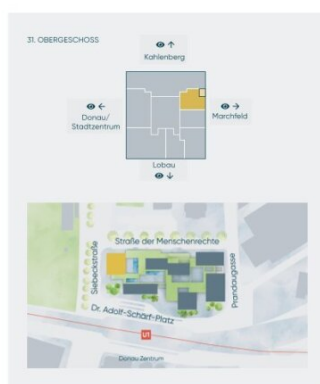 31. OBERGESCHOSS
Kahlenberg
Donau/
Stadtzentrum
Marchfeld
Lobau
Straße der Menschenrechte
Siebeckstraße
Prandaugasse
Dr. Adolf-Schärf-Platz
U1
Donau Zentrum